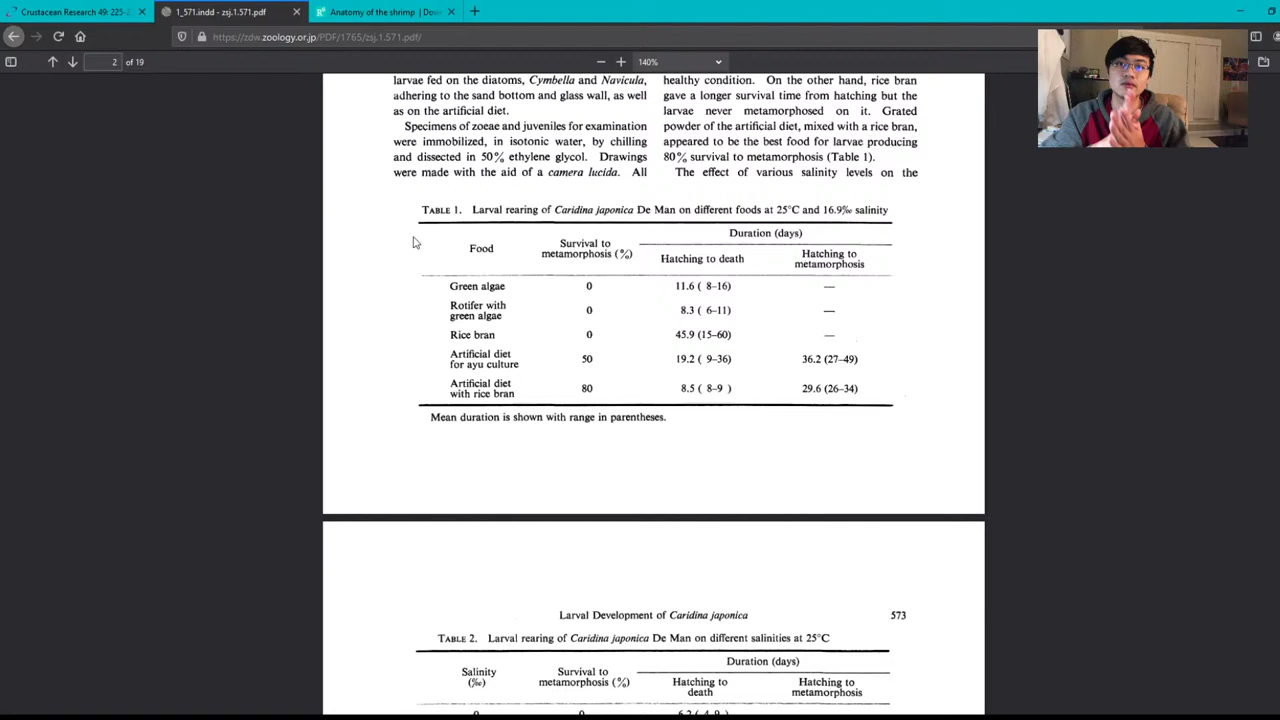 Crustacean Research 49: 225-2
1_571.indd - zsj.1.571.pdf
Anatomy of the shrimp | Dow
https://zdw.zoology.or.jp/PDF/1765/zsj.1.571.pdf/
2 of 19
140%
larvae fed on the diatoms, Cymbella and Navicula,
adhering to the sand bottom and glass wall, as well
as on the artificial diet.
Specimens of zoeae and juveniles for examination
were immobilized, in isotonic water, by chilling
and dissected in 50% ethylene glycol. Drawings
were made with the aid of a camera lucida. All
healthy condition. On the other hand, rice bran
gave a longer survival time from hatching but the
larvae never metamorphosed on it. Grated
powder of the artificial diet, mixed with a rice bran,
appeared to be the best food for larvae producing
80% survival to metamorphosis (Table 1).
The effect of various salinity levels on the
TABLE 1. Larval rearing of Caridina japonica De Man on different foods at 25°C and 16.9‰ salinity
Food
Survival to
metamorphosis (%)
Duration (days)
Hatching to death
Hatching to
metamorphosis
Green algae 0 11.6 ( 8–16) —
Rotifer with
green algae 0 8.3 ( 6–11) —
Rice bran 0 45.9 (15–60) —
Artificial diet
for ayu culture 50 19.2 ( 9–36) 36.2 (27–49)
Artificial diet
with rice bran 80 8.5 ( 8–9 ) 29.6 (26–34)
Mean duration is shown with range in parentheses.
Larval Development of Caridina japonica 573
TABLE 2. Larval rearing of Caridina japonica De Man on different salinities at 25°C
Salinity
(‰)
Survival to
metamorphosis (%)
Duration (days)
Hatching to
death
Hatching to
metamorphosis